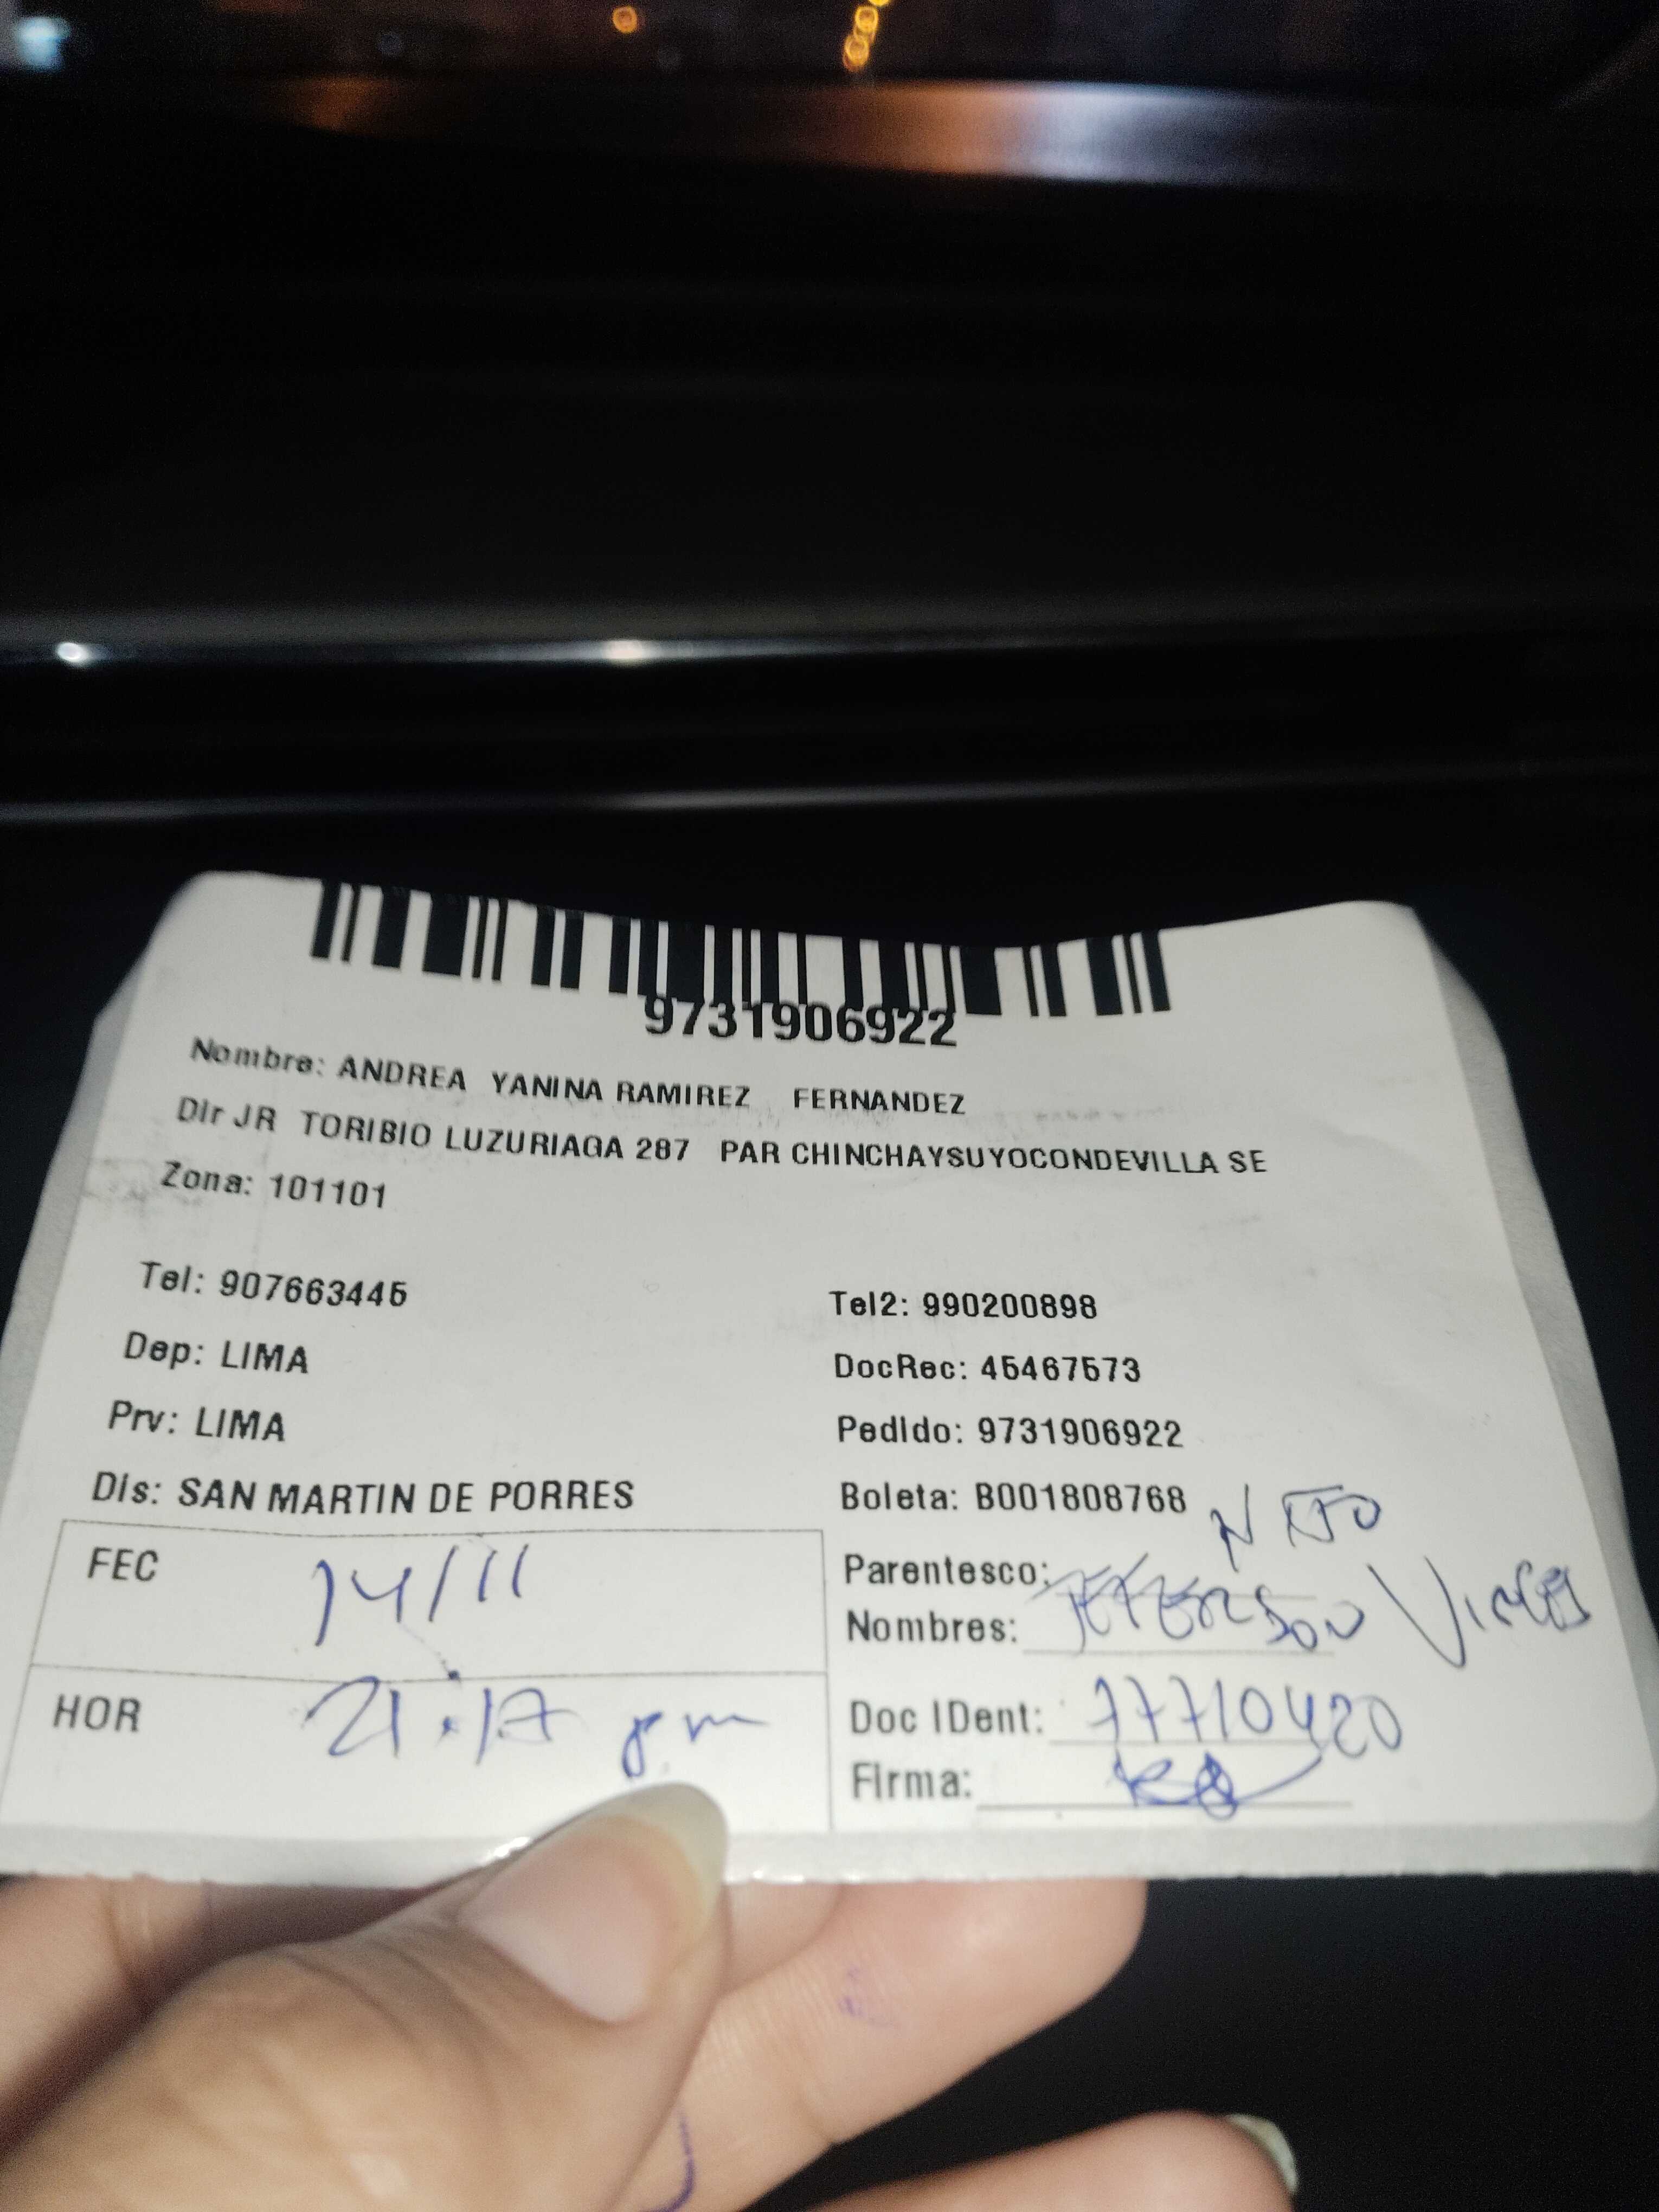 9731906922
Nombre: ANDREA YANINA RAMIREZ FERNANDEZ
Dir JR TORIBIO LUZURIAGA 287 PAR CHINCHAYSUYOCONDEVILLA SE
Zona: 101101
Tel: 907663445
Tel2: 990200898
Dep: LIMA
DocRec: 45467573
Prv: LIMA
Pedido: 9731906922
Dis: SAN MARTIN DE PORRES
Boleta: B001808768
FEC 14/11
Parentesco:
Nombres: JEFERSON
HOR 21:17 pm
Doc IDent: 77710420
Firma: